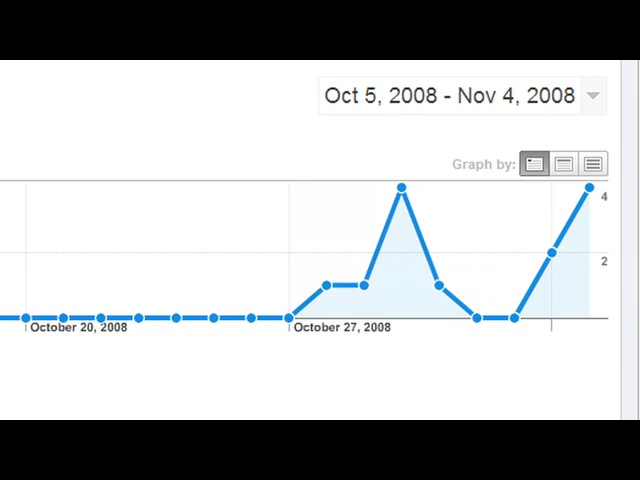 Oct 5, 2008 - Nov 4, 2008
Graph by:
4
2
October 20, 2008
October 27, 2008